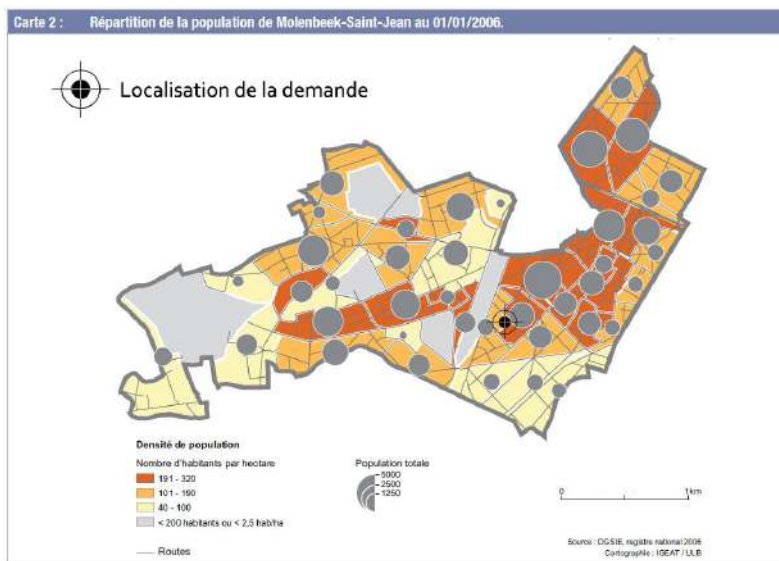 Carte 2 : Répartition de la population de Molenbeek-Saint-Jean au 01/01/2006.
Localisation de la demande
Densité de population
Nombre d'habitants par hectare
191 - 320
101 - 190
40 - 100
< 200 habitants ou < 2,5 hab/ha
Routes
Population totale
5000
2500
1250
0 1km
Source : DGSIE, registre national 2006
Cartographie : IGEAT / ULB